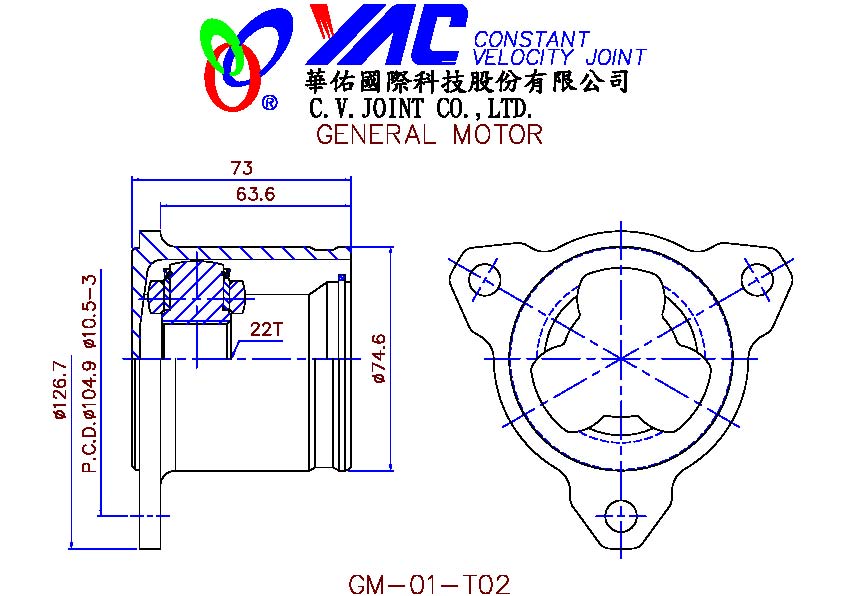 YAC CONSTANT
VELOCITY JOINT
®
華佑國際科技股份有限公司
C.V.JOINT CO.,LTD.
GENERAL MOTOR
73
63.6
22T
ø74.6
P.C.D.ø104.9 ø10.5-3
ø126.7
GM-01-T02